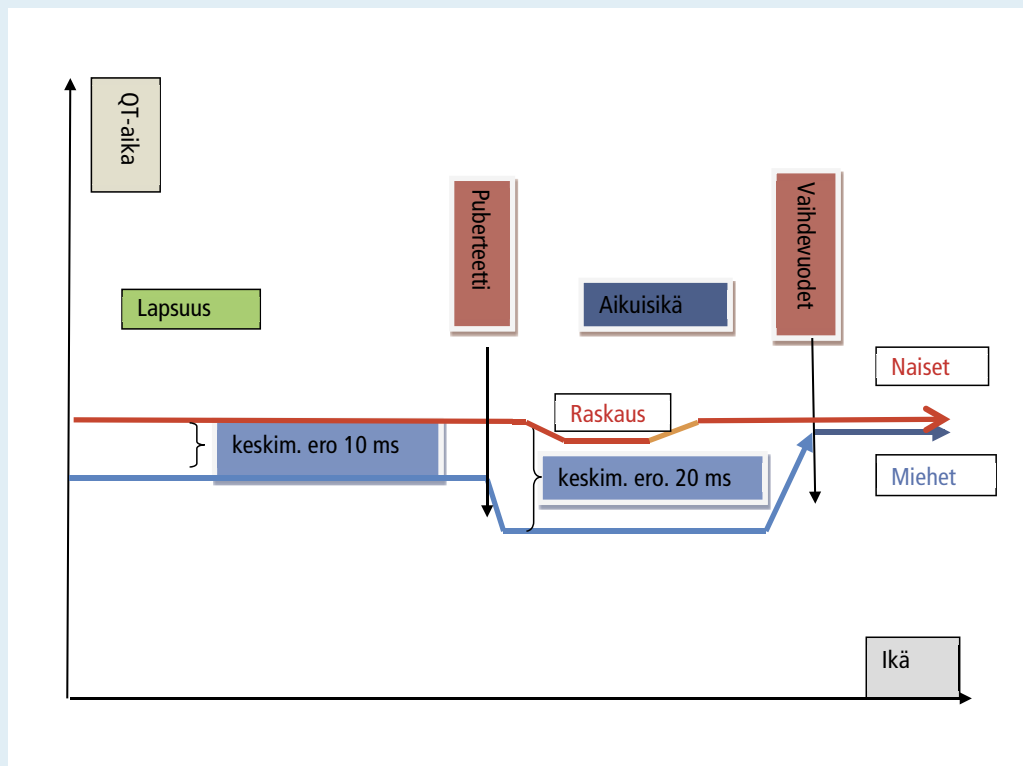 QT-aika
Puberteetti
Vaihdevuodet
Lapsuus
Aikuisikä
Naiset
Raskaus
keskim. ero 10 ms
keskim. ero. 20 ms
Miehet
Ikä